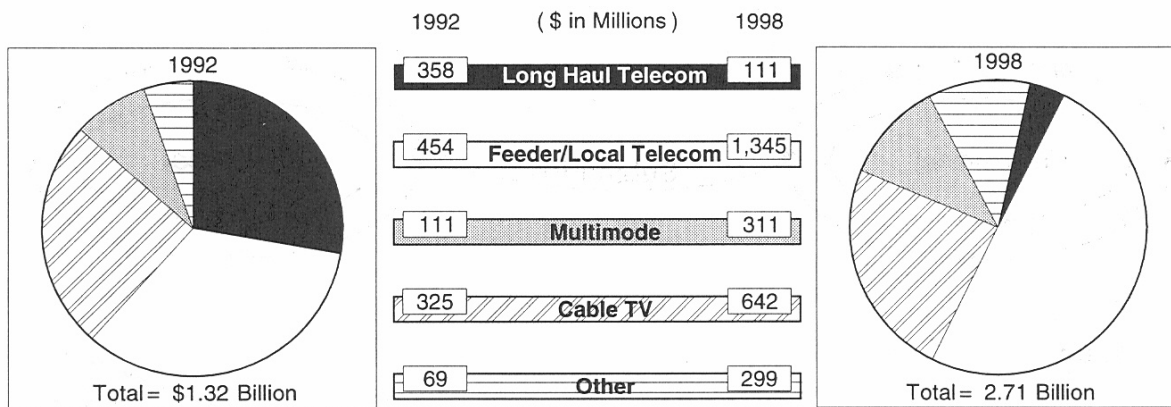 1992 ( $ in Millions ) 1998
1992
1998
358 Long Haul Telecom 111
454 Feeder/Local Telecom 1,345
111 Multimode 311
325 Cable TV 642
69 Other 299
Total= $1.32 Billion
Total= 2.71 Billion